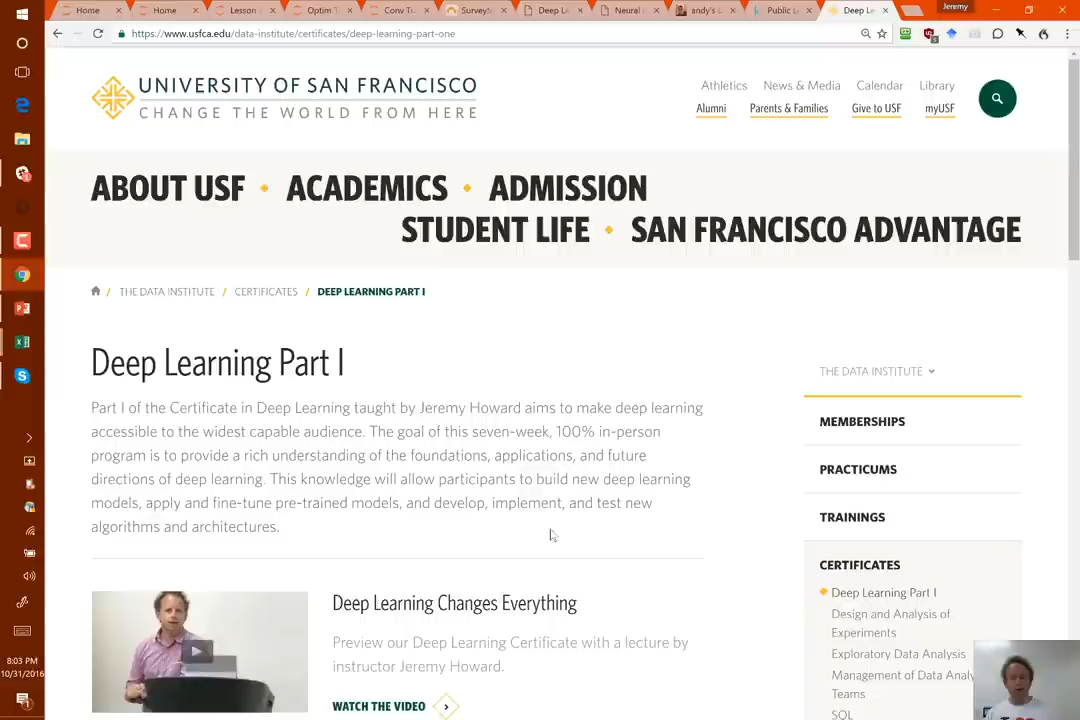 Home
Home
Lesson
Optim T
Conv Tu
Survey
Deep Le
Neural
andy's L
Public L
Deep Le
Jeremy
https://www.usfca.edu/data-institute/certificates/deep-learning-part-one
UNIVERSITY OF SAN FRANCISCO
CHANGE THE WORLD FROM HERE
Athletics News & Media Calendar Library
Alumni Parents & Families Give to USF myUSF
ABOUT USF • ACADEMICS • ADMISSION
STUDENT LIFE • SAN FRANCISCO ADVANTAGE
/ THE DATA INSTITUTE / CERTIFICATES / DEEP LEARNING PART I
Deep Learning Part I
Part I of the Certificate in Deep Learning taught by Jeremy Howard aims to make deep learning
accessible to the widest capable audience. The goal of this seven-week, 100% in-person
program is to provide a rich understanding of the foundations, applications, and future
directions of deep learning. This knowledge will allow participants to build new deep learning
models, apply and fine-tune pre-trained models, and develop, implement, and test new
algorithms and architectures.
Deep Learning Changes Everything
Preview our Deep Learning Certificate with a lecture by
instructor Jeremy Howard.
WATCH THE VIDEO
THE DATA INSTITUTE
MEMBERSHIPS
PRACTICUMS
TRAININGS
CERTIFICATES
Deep Learning Part I
Design and Analysis of
Experiments
Exploratory Data Analysis
Management of Data Analy
Teams
SQL
8:03 PM
10/31/2016